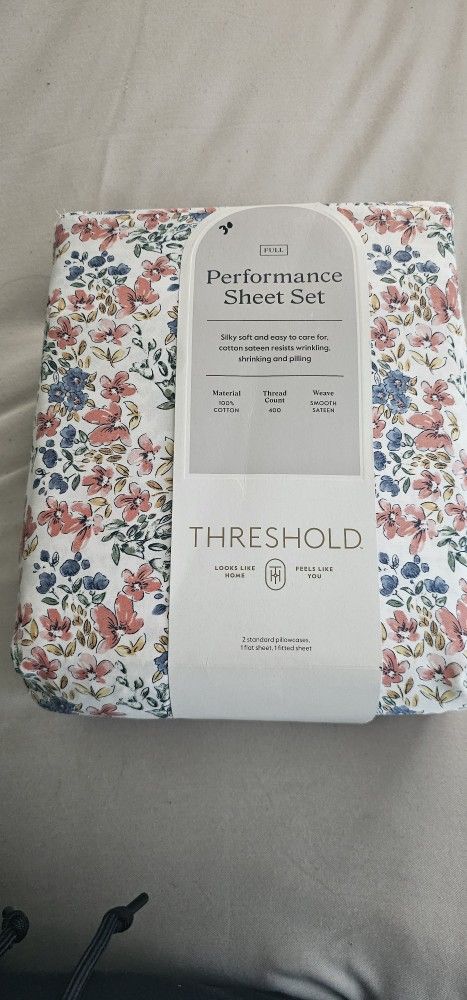 FULL
Performance
Sheet Set
Silky soft and easy to care for,
cotton sateen resists wrinkling,
shrinking and pilling
Material Thread Count Weave
100% COTTON 400 SMOOTH SATEEN
THRESHOLD™
LOOKS LIKE HOME TH FEELS LIKE YOU
2 standard pillowcases,
1 flat sheet, 1 fitted sheet